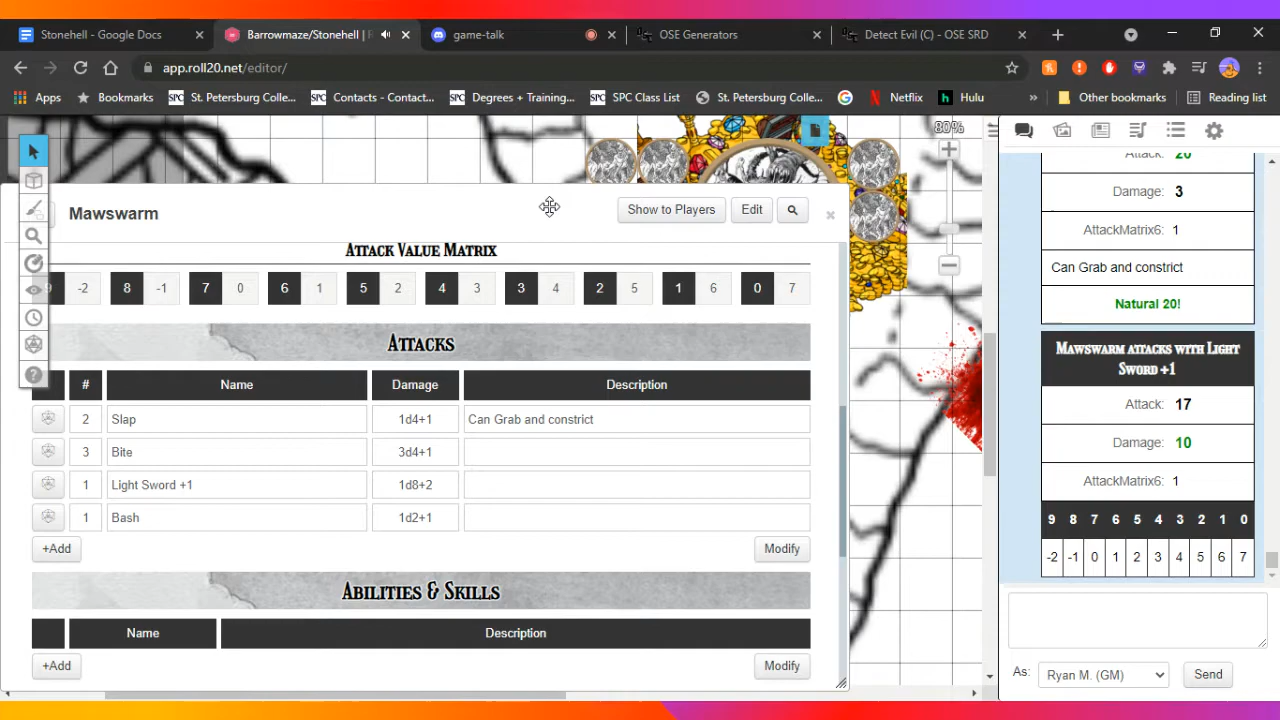 Stonehell - Google Docs
Barrowmaze/Stonehell |
game-talk
OSE Generators
Detect Evil (C) - OSE SRD
app.roll20.net/editor/
Apps
Bookmarks
SPC St. Petersburg Colle...
SPC Contacts - Contact...
SPC Degrees + Training...
SPC SPC Class List
St. Petersburg Colle...
Netflix
Hulu
Other bookmarks
Reading list
80%
Mawswarm
Show to Players
Edit
ATTACK VALUE MATRIX
9 -2 8 -1 7 0 6 1 5 2 4 3 3 4 2 5 1 6 0 7
ATTACKS
# Name Damage Description
2 Slap 1d4+1 Can Grab and constrict
3 Bite 3d4+1
1 Light Sword +1 1d8+2
1 Bash 1d2+1
+Add Modify
ABILITIES & SKILLS
Name Description
+Add Modify
Attack: 20
Damage: 3
AttackMatrix6: 1
Can Grab and constrict
Natural 20!
MAWSWARM ATTACKS WITH LIGHT
SWORD +1
Attack: 17
Damage: 10
AttackMatrix6: 1
9 8 7 6 5 4 3 2 1 0
-2 -1 0 1 2 3 4 5 6 7
As: Ryan M. (GM) Send